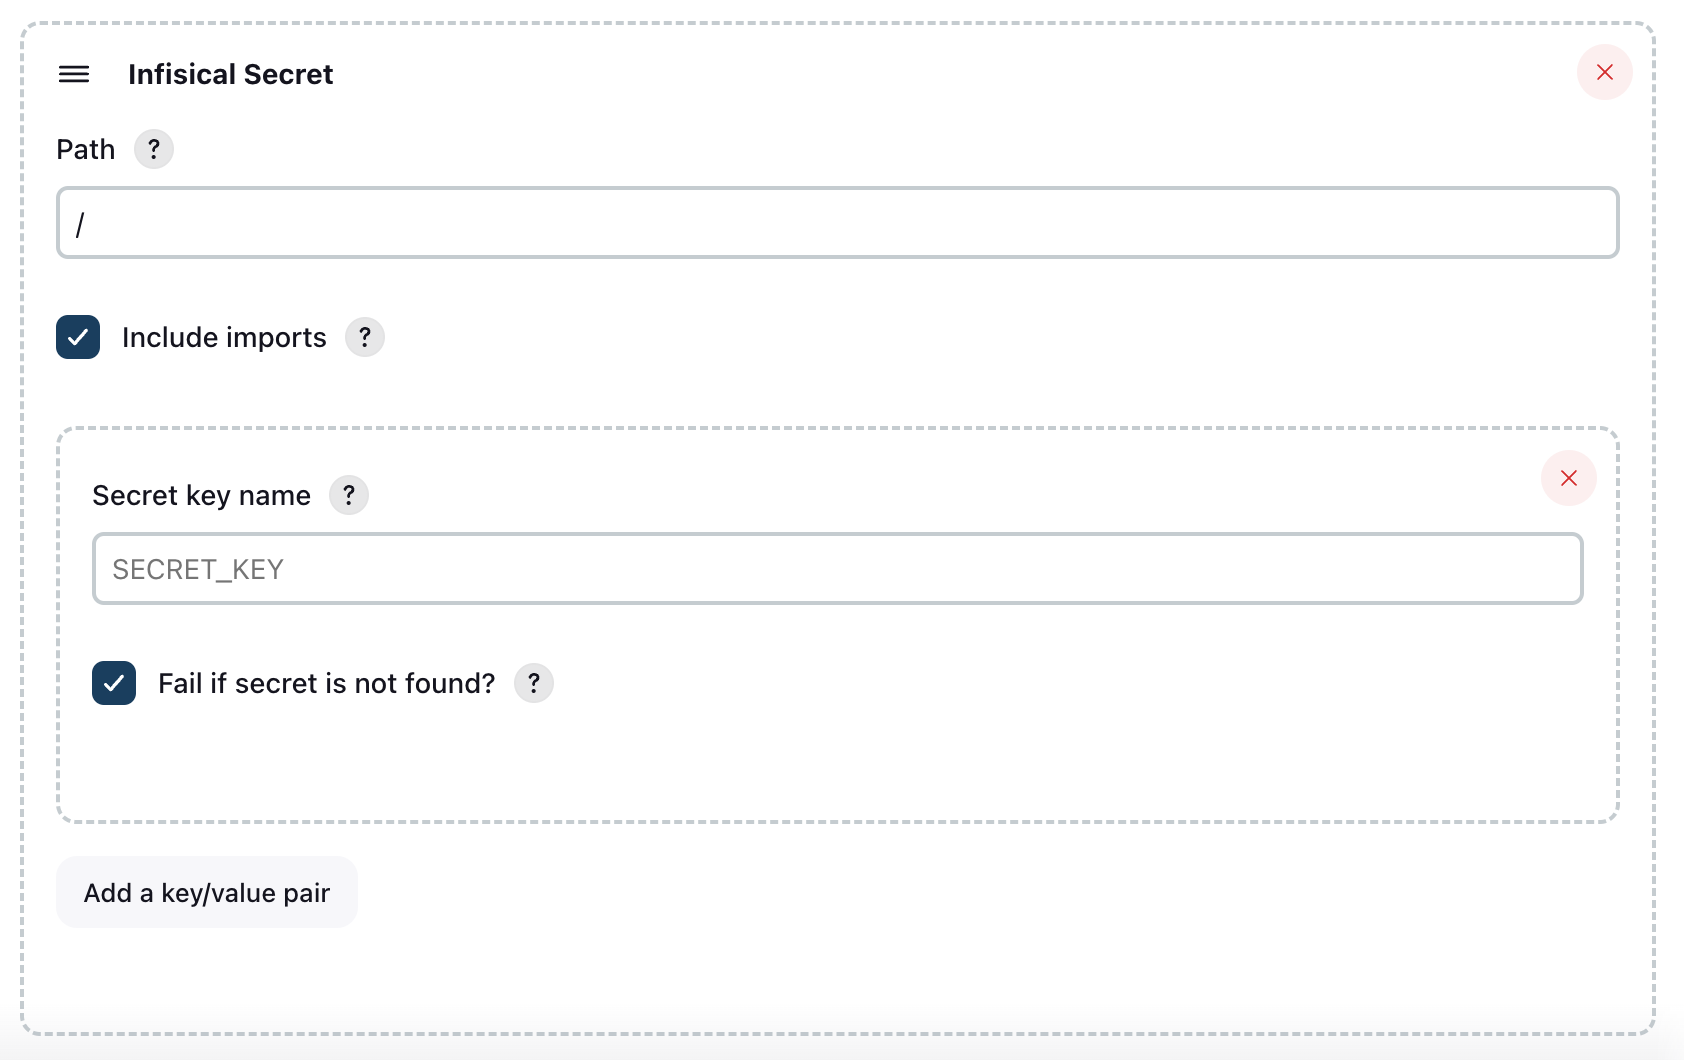 Infisical Secret
Path ?
/
Include imports ?
Secret key name ?
SECRET_KEY
Fail if secret is not found? ?
Add a key/value pair